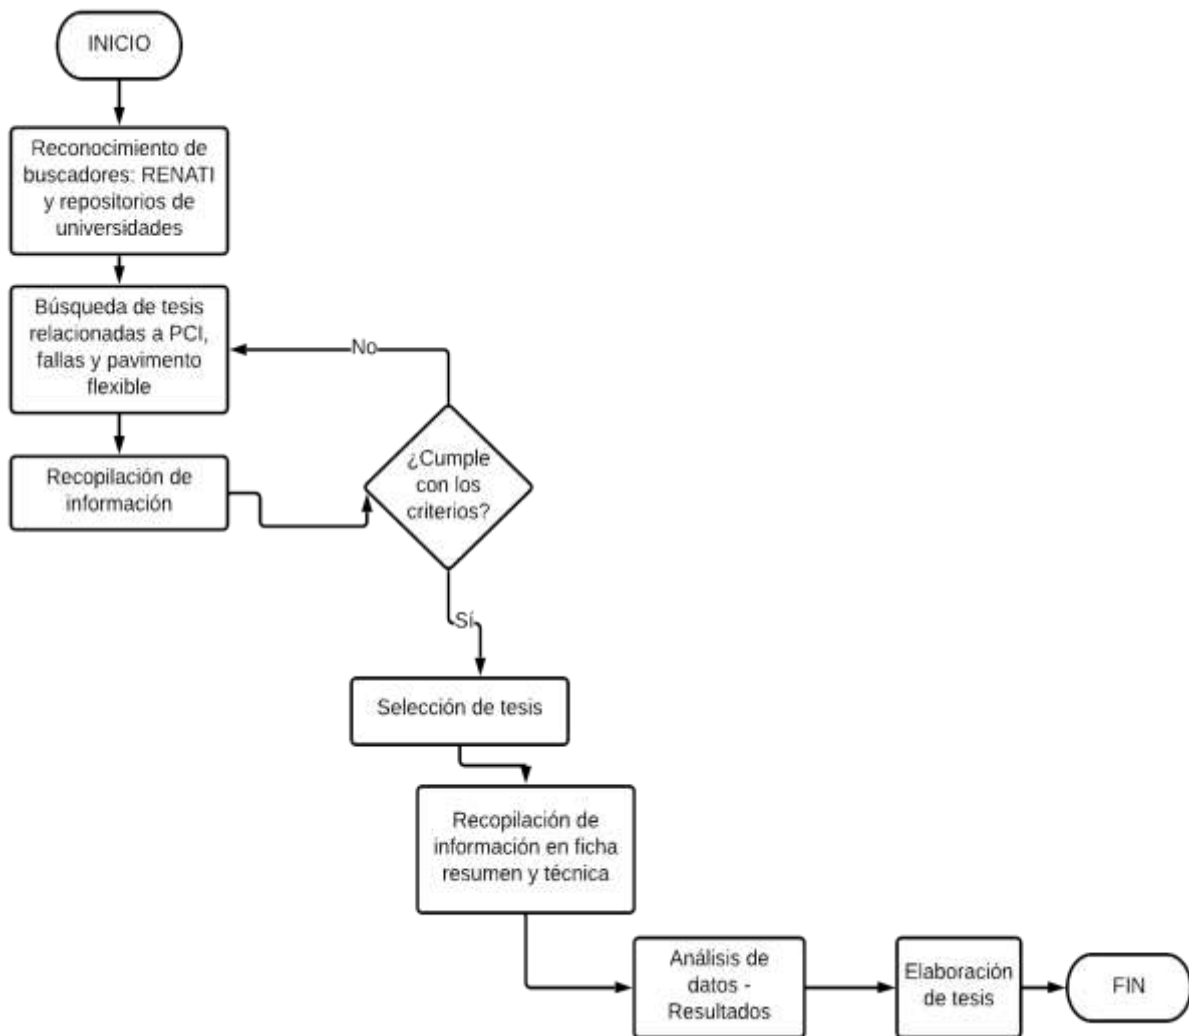 INICIO
Reconocimiento de
buscadores: RENATI
y repositorios de
universidades
Búsqueda de tesis
relacionadas a PCI,
fallas y pavimento
flexible
No
Recopilación de
información
¿Cumple
con los
criterios?
Sí
Selección de tesis
Recopilación de
información en ficha
resumen y técnica
Análisis de
datos -
Resultados
Elaboración
de tesis
FIN